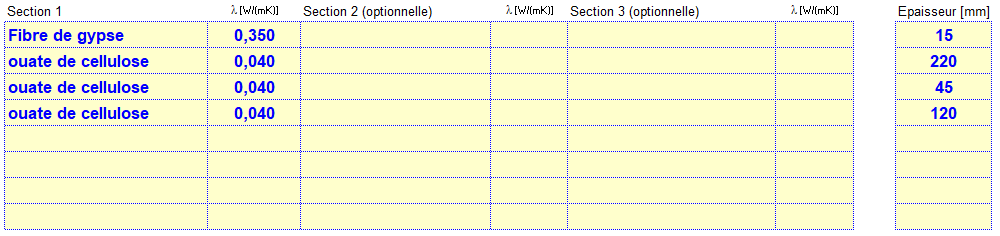 Section 1 λ [W/(mK)] Section 2 (optionnelle) λ [W/(mK)] Section 3 (optionnelle) λ [W/(mK)] Epaisseur [mm]
Fibre de gypse 0,350 15
ouate de cellulose 0,040 220
ouate de cellulose 0,040 45
ouate de cellulose 0,040 120